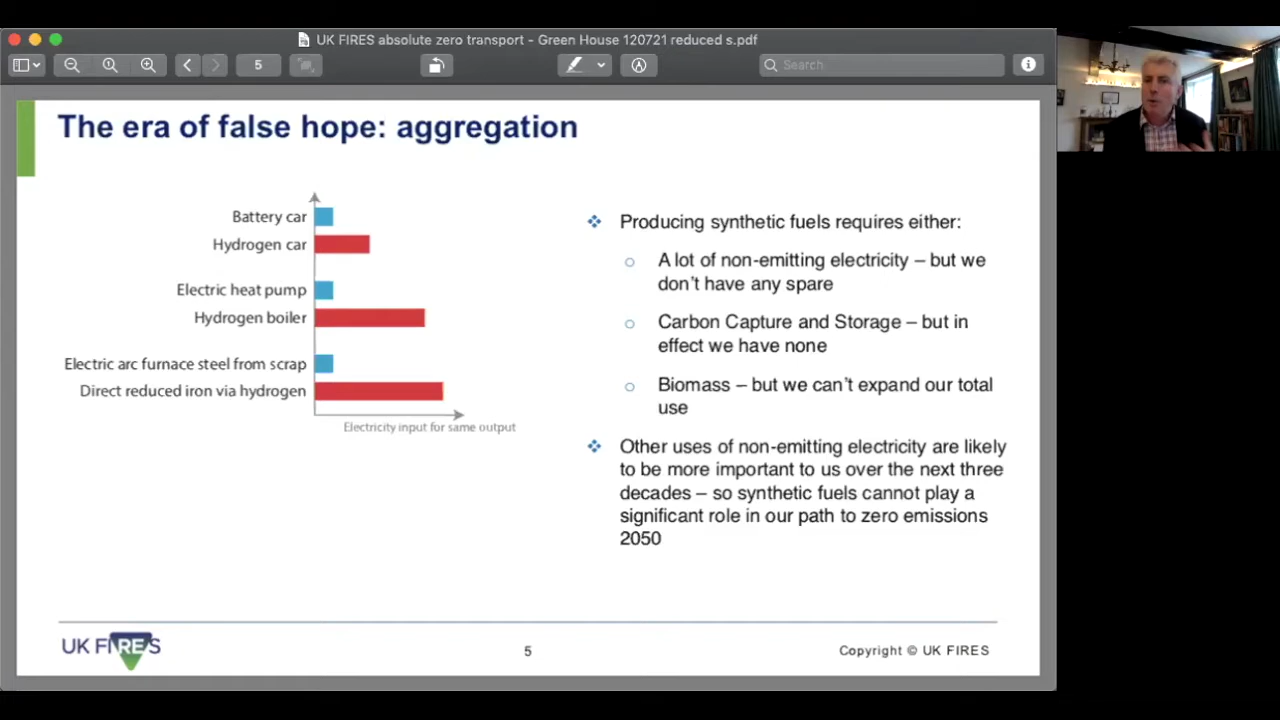 UK FIRES absolute zero transport - Green House 120721 reduced s.pdf
5
Search
The era of false hope: aggregation
Battery car
Hydrogen car
Electric heat pump
Hydrogen boiler
Electric arc furnace steel from scrap
Direct reduced iron via hydrogen
Electricity input for same output
Producing synthetic fuels requires either:
A lot of non-emitting electricity – but we
don't have any spare
Carbon Capture and Storage – but in
effect we have none
Biomass – but we can't expand our total
use
Other uses of non-emitting electricity are likely
to be more important to us over the next three
decades – so synthetic fuels cannot play a
significant role in our path to zero emissions
2050
UK FIRES
5
Copyright © UK FIRES